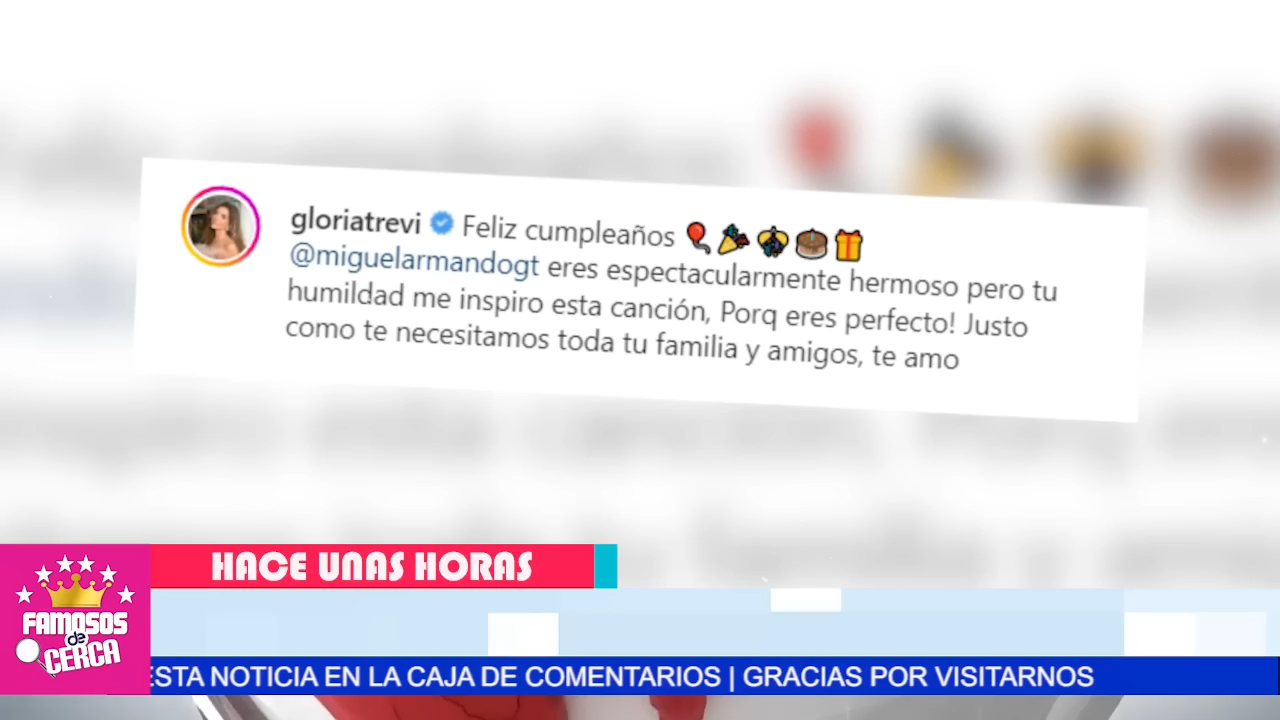 gloriatrevi Feliz cumpleaños 🎈🎉🎊🎂🎁
@miguelarmandogt eres espectacularmente hermoso pero tu
humildad me inspiro esta canción, Porq eres perfecto! Justo
como te necesitamos toda tu familia y amigos, te amo
HACE UNAS HORAS
FAMOSOS
de
CERCA
ESTA NOTICIA EN LA CAJA DE COMENTARIOS | GRACIAS POR VISITARNOS